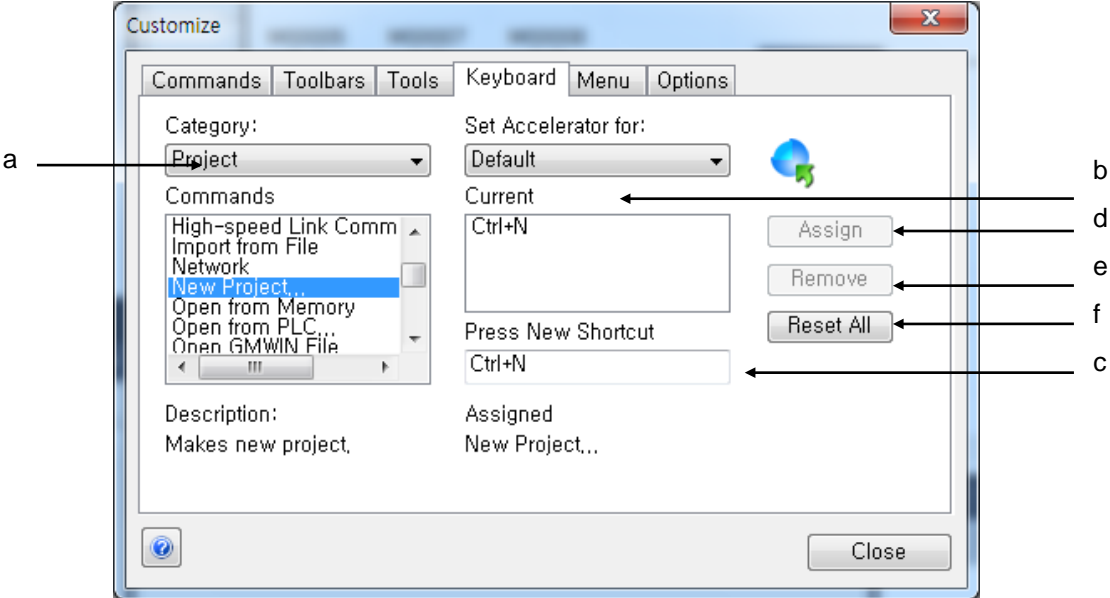 Customize
Commands Toolbars Tools Keyboard Menu Options
Category: Set Accelerator for:
a Project Default
Commands Current b
High-speed Link Comm Ctrl+N
Import from File Assign d
Network
New Project... Remove e
Open from Memory
Open from PLC... Press New Shortcut Reset All f
Open GMWIN File
Ctrl+N c
Description: Assigned
Makes new project. New Project...
Close